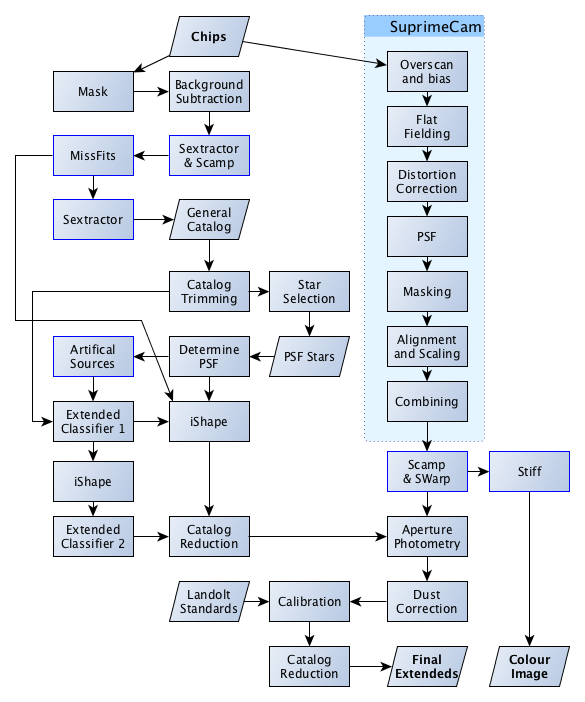 Chips
SuprimeCam
Overscan
and bias
Mask
Background
Subtraction
Flat
Fielding
MissFits
Sextractor
& Scamp
Distortion
Correction
Sextractor
General
Catalog
PSF
Catalog
Trimming
Star
Selection
Masking
Artifical
Sources
Determine
PSF
PSF Stars
Alignment
and Scaling
Extended
Classifier 1
iShape
Combining
iShape
Scamp
& SWarp
Stiff
Extended
Classifier 2
Catalog
Reduction
Aperture
Photometry
Landolt
Standards
Calibration
Dust
Correction
Catalog
Reduction
Final
Extendeds
Colour
Image